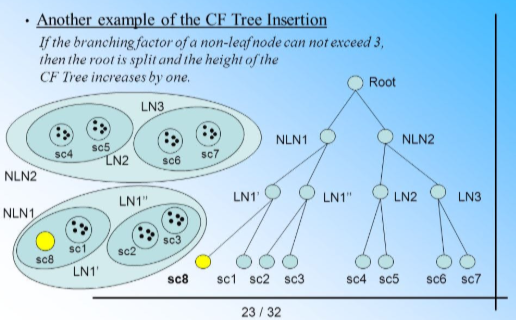 • Another example of the CF Tree Insertion
If the branching factor of a non-leaf node can not exceed 3,
then the root is split and the height of the
CF Tree increases by one.
Root
LN3
NLN1
NLN2
sc4
sc5
LN2
sc6
sc7
NLN2
NLN1
LN1"
LN1'
LN1"
LN2
LN3
sc8
sc1
sc2
sc3
LN1'
sc8
sc1
sc2
sc3
sc4
sc5
sc6
sc7
23 / 32